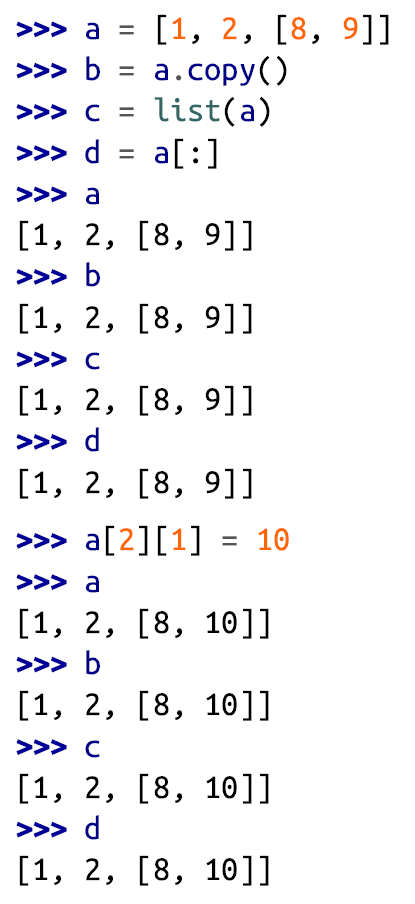 >>> a = [1, 2, [8, 9]]
>>> b = a.copy()
>>> c = list(a)
>>> d = a[:]
>>> a
[1, 2, [8, 9]]
>>> b
[1, 2, [8, 9]]
>>> c
[1, 2, [8, 9]]
>>> d
[1, 2, [8, 9]]
>>> a[2][1] = 10
>>> a
[1, 2, [8, 10]]
>>> b
[1, 2, [8, 10]]
>>> c
[1, 2, [8, 10]]
>>> d
[1, 2, [8, 10]]